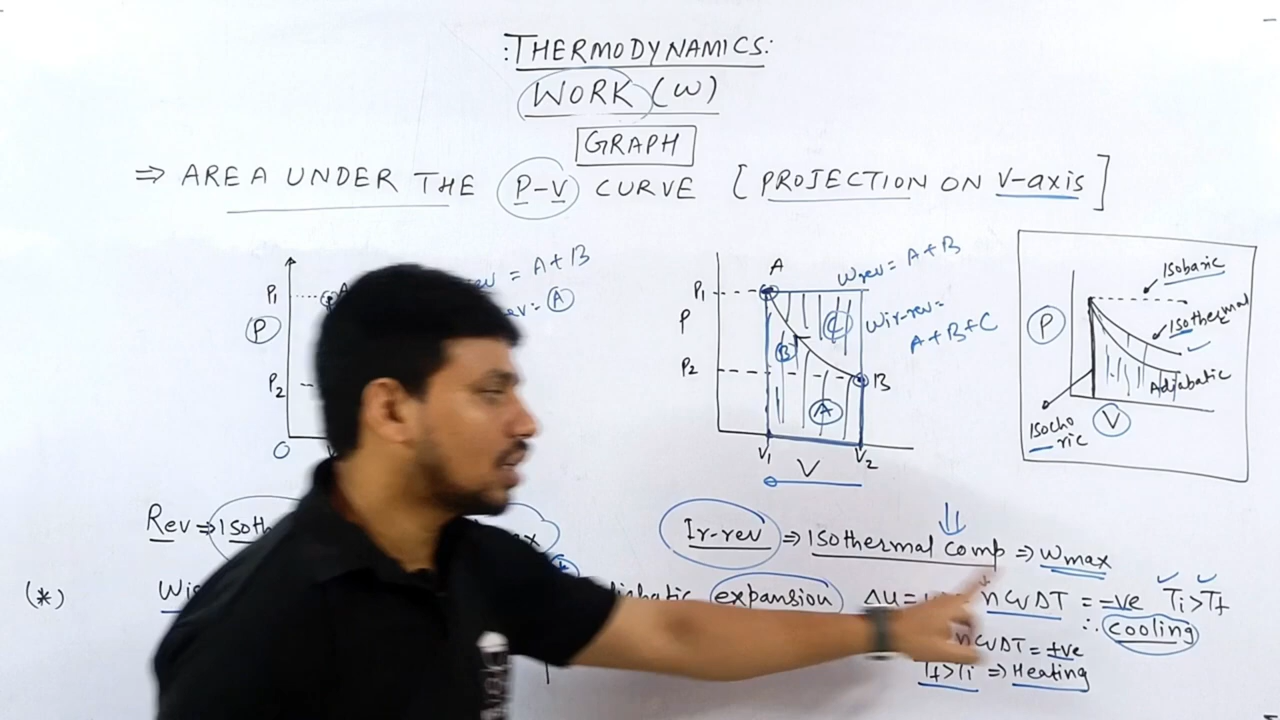 :THERMODYNAMICS:
WORK (W)
GRAPH
⇒ AREA UNDER THE P-V CURVE [PROJECTION ON V-axis]
= A+B
= A
P1
P
P2
O
A
Wrev = A+B
Wir-rev =
A+B+C
P1
P
P2
A
B
C
B
V1
V
V2
Isobaric
Isothermal
Adiabatic
P
V
Isocho
ric
Rev ⇒
Ir-rev ⇒ Isothermal comp ⇒ Wmax
(*)
expansion ΔU = nCvΔT = -ve Ti>Tf
∴ cooling
nCvΔT = +ve
Tf>Ti ⇒ Heating